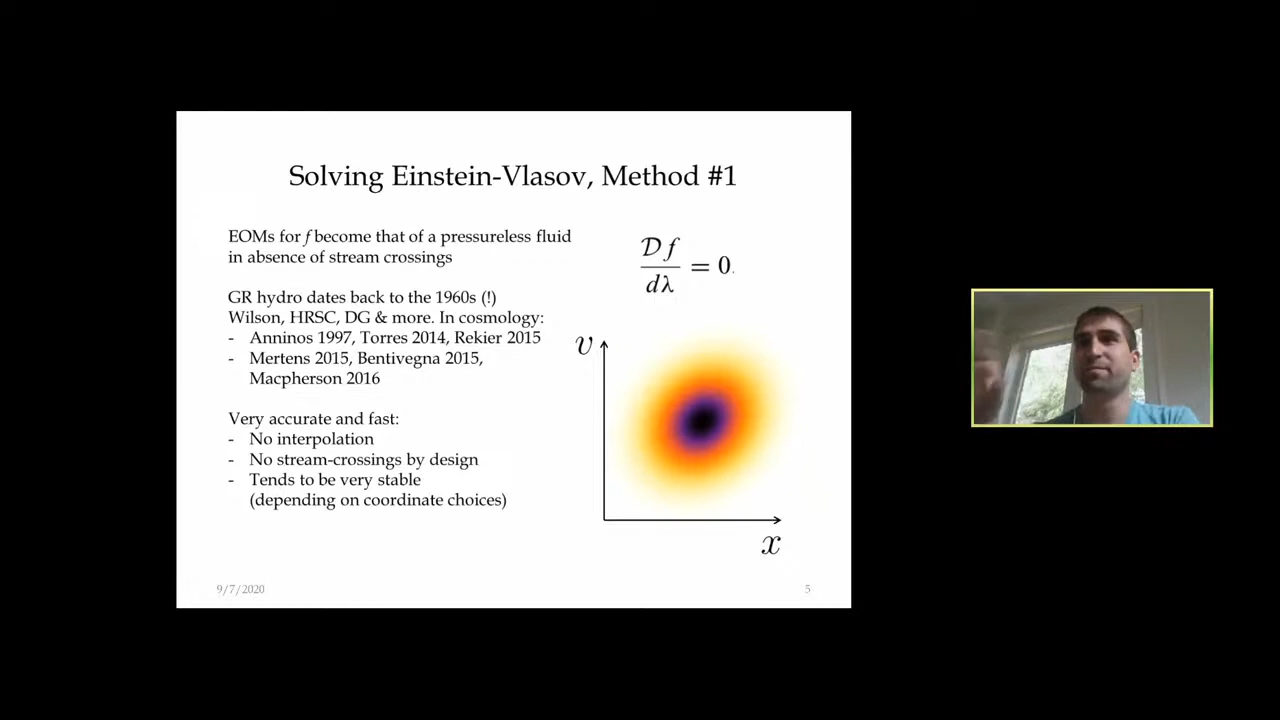 Solving Einstein-Vlasov, Method #1
EOMs for f become that of a pressureless fluid
in absence of stream crossings
GR hydro dates back to the 1960s (!)
Wilson, HRSC, DG & more. In cosmology:
- Anninos 1997, Torres 2014, Rekier 2015
- Mertens 2015, Bentivegna 2015,
Macpherson 2016
Very accurate and fast:
- No interpolation
- No stream-crossings by design
- Tends to be very stable
(depending on coordinate choices)
𝒟f/dλ = 0.
v
x
9/7/2020
5